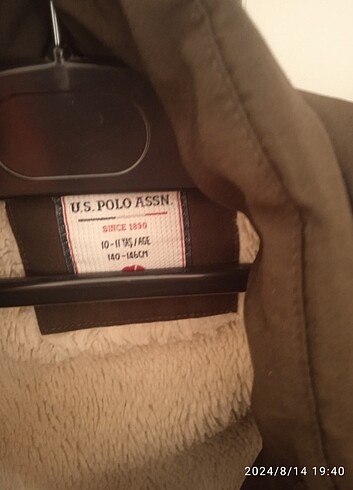 U.S. POLO ASSN.
SINCE 1890
10-11 YAŞ / AGE
140-146CM
2024/8/14 19:40